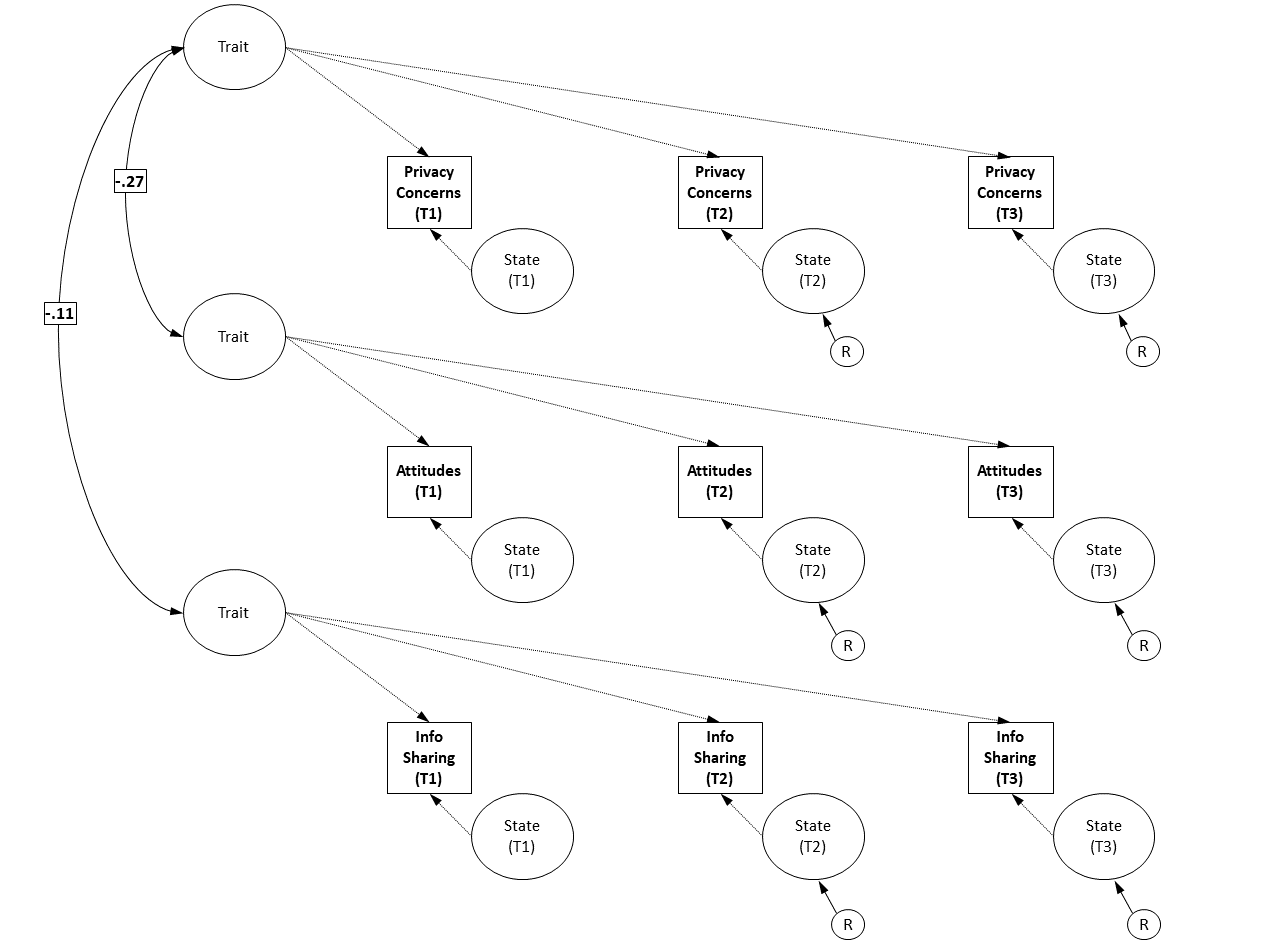 Trait
Privacy
Concerns
(T1)
Privacy
Concerns
(T2)
Privacy
Concerns
(T3)
-.27
State
(T1)
State
(T2)
State
(T3)
-.11
Trait
R
R
Attitudes
(T1)
Attitudes
(T2)
Attitudes
(T3)
State
(T1)
State
(T2)
State
(T3)
Trait
R
R
Info
Sharing
(T1)
Info
Sharing
(T2)
Info
Sharing
(T3)
State
(T1)
State
(T2)
State
(T3)
R
R